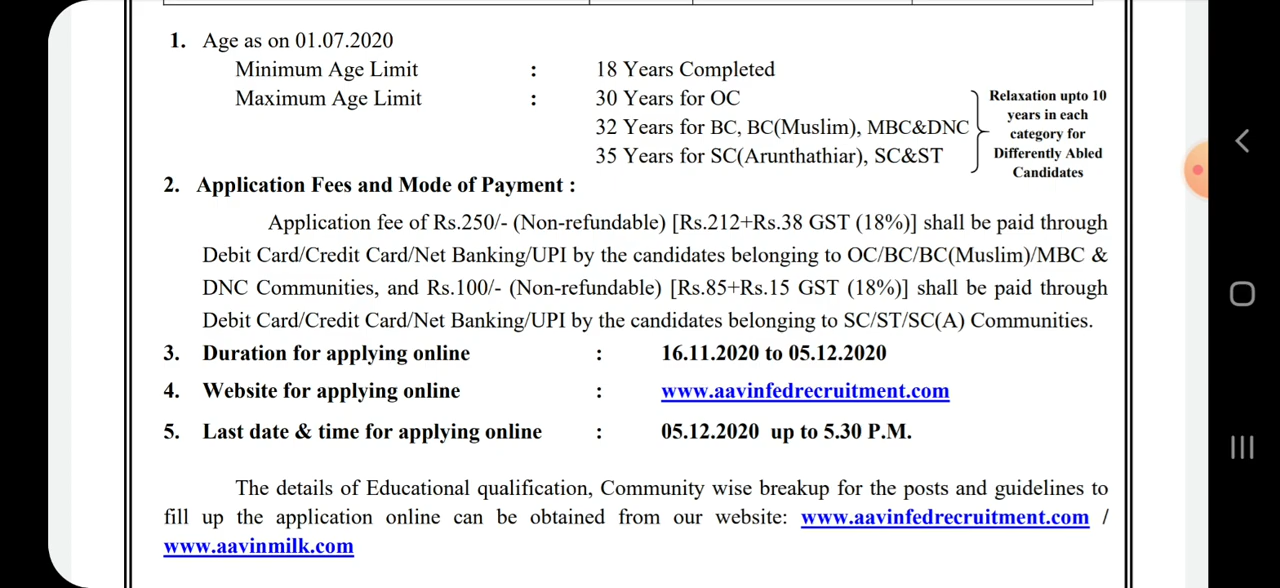 1. Age as on 01.07.2020
Minimum Age Limit : 18 Years Completed
Maximum Age Limit : 30 Years for OC
32 Years for BC, BC(Muslim), MBC&DNC
35 Years for SC(Arunthathiar), SC&ST
Relaxation upto 10
years in each
category for
Differently Abled
Candidates
2. Application Fees and Mode of Payment :
Application fee of Rs.250/- (Non-refundable) [Rs.212+Rs.38 GST (18%)] shall be paid through
Debit Card/Credit Card/Net Banking/UPI by the candidates belonging to OC/BC/BC(Muslim)/MBC &
DNC Communities, and Rs.100/- (Non-refundable) [Rs.85+Rs.15 GST (18%)] shall be paid through
Debit Card/Credit Card/Net Banking/UPI by the candidates belonging to SC/ST/SC(A) Communities.
3. Duration for applying online : 16.11.2020 to 05.12.2020
4. Website for applying online : www.aavinfedrecruitment.com
5. Last date & time for applying online : 05.12.2020 up to 5.30 P.M.
The details of Educational qualification, Community wise breakup for the posts and guidelines to
fill up the application online can be obtained from our website: www.aavinfedrecruitment.com /
www.aavinmilk.com